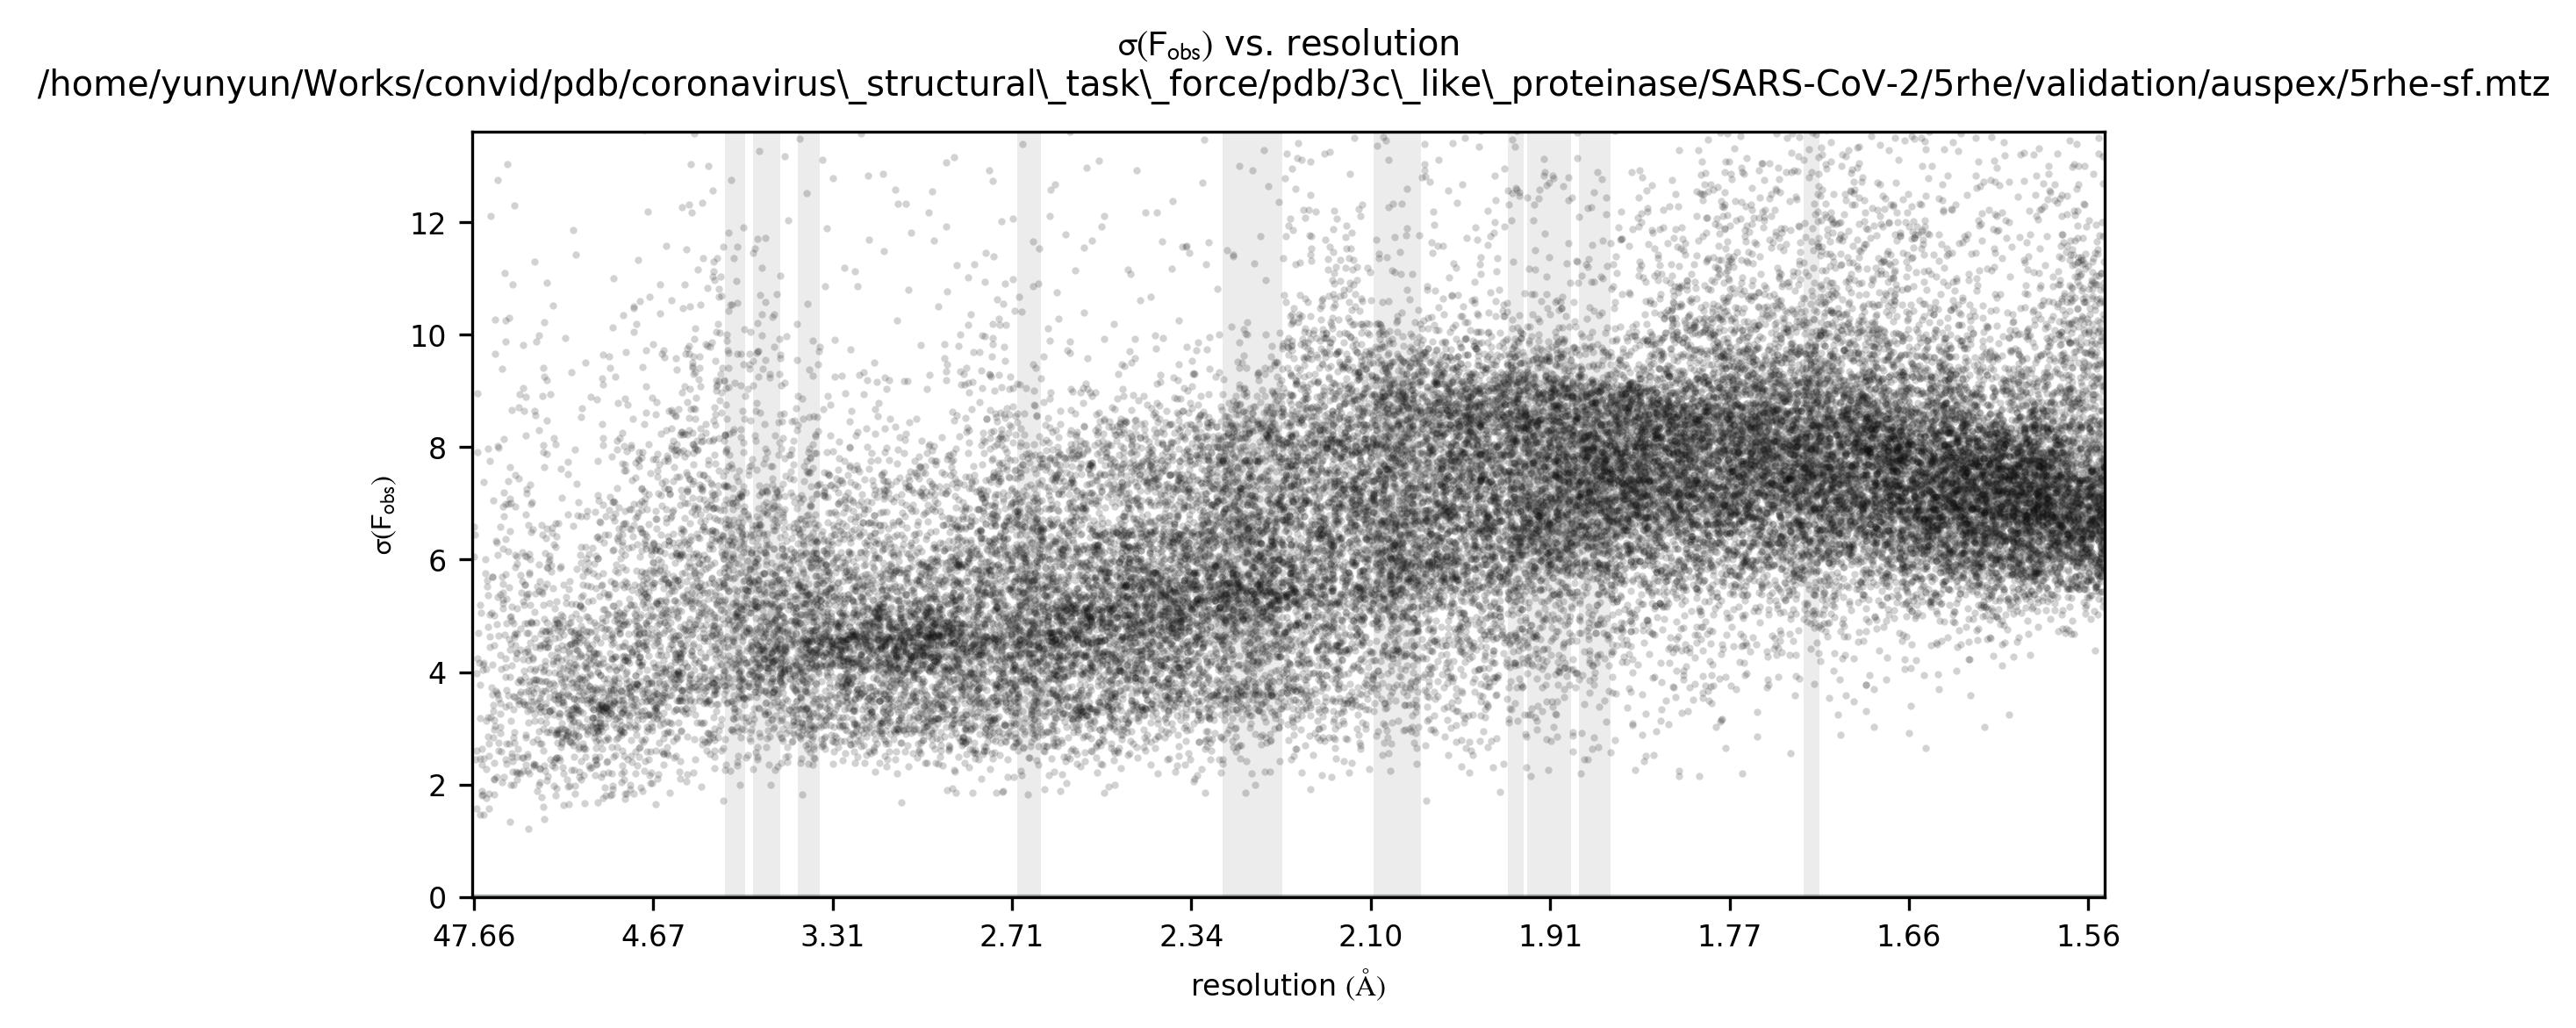 σ(Fobs) vs. resolution
/home/yunyun/Works/convid/pdb/coronavirus\_structural\_task\_force/pdb/3c\_like\_proteinase/SARS-CoV-2/5rhe/validation/auspex/5rhe-sf.mtz
12
10
8
6
4
2
0
σ(Fobs)
47.66 4.67 3.31 2.71 2.34 2.10 1.91 1.77 1.66 1.56
resolution (Å)